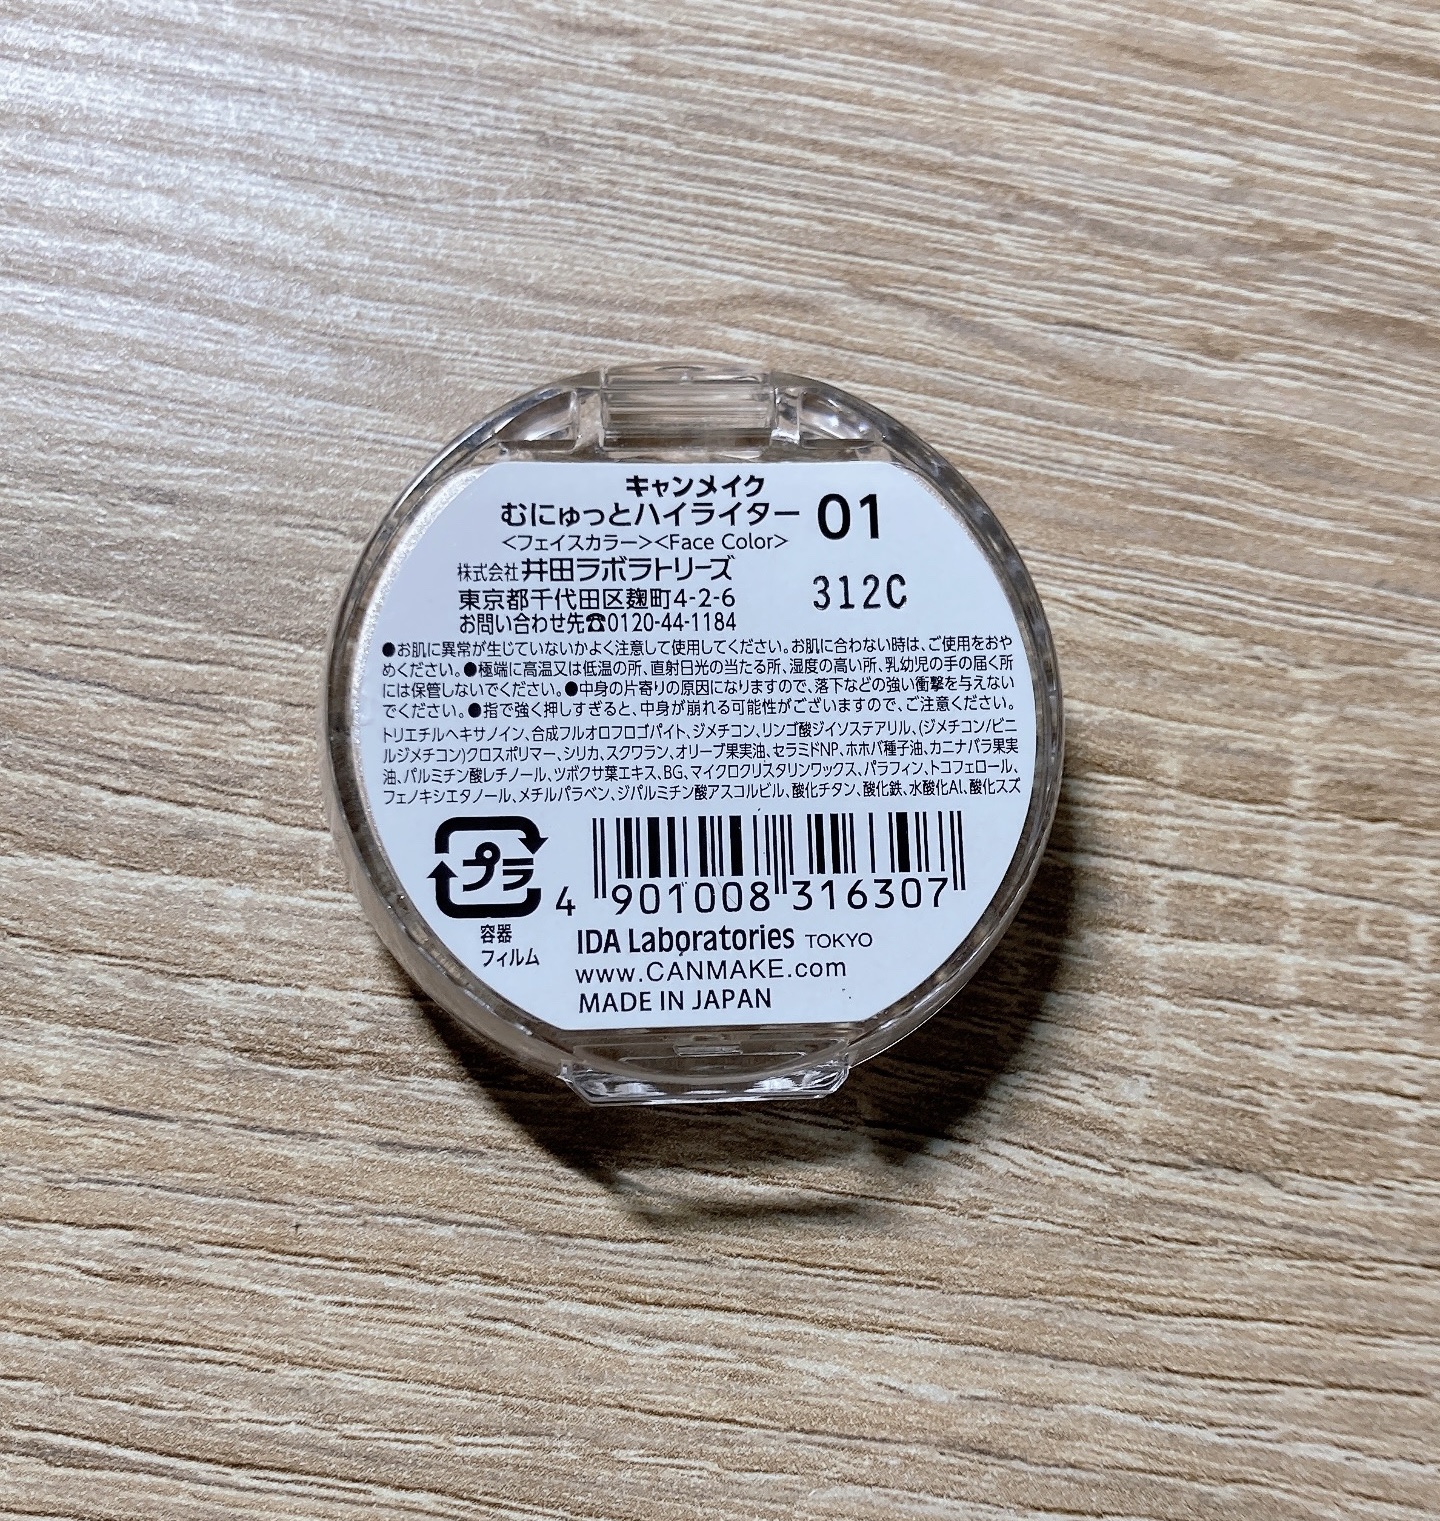 キャンメイク
むにゅっとハイライター 01
<フェイスカラー><Face Color>
株式会社 井田ラボラトリーズ
312C
東京都千代田区麹町4-2-6
お問い合わせ先☎0120-44-1184
●お肌に異常が生じていないかよく注意して使用してください。お肌に合わない時は、ご使用をおや
めください。●極端に高温又は低温の所、直射日光の当たる所、湿度の高い所、乳幼児の手の届く所
には保管しないでください。●中身の片寄りの原因になりますので、落下などの強い衝撃を与えない
でください。●指で強く押しすぎると、中身が崩れる可能性がございますので、ご注意ください。
トリエチルヘキサノイン、合成フルオロフロゴパイト、ジメチコン、リンゴ酸ジイソステアリル、(ジメチコン/ビニ
ルジメチコン)クロスポリマー、シリカ、スクワラン、オリーブ果実油、セラミドNP、ホホバ種子油、カニナバラ果実
油、パルミチン酸レチノール、ツボクサ葉エキス、BG、マイクロクリスタリンワックス、パラフィン、トコフェロール、
フェノキシエタノール、メチルパラベン、ジパルミチン酸アスコルビル、酸化チタン、酸化鉄、水酸化Al、酸化スズ
プラ
容器
フィルム
4 901008 316307
IDA Laboratories TOKYO
www.CANMAKE.com
MADE IN JAPAN